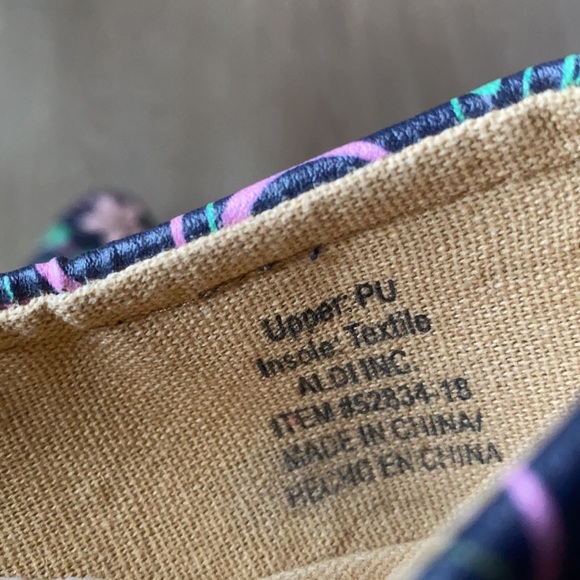 Upper: PU
Insole: Textile
ALDI INC.
ITEM #52834-18
MADE IN CHINA/
HECHO EN CHINA